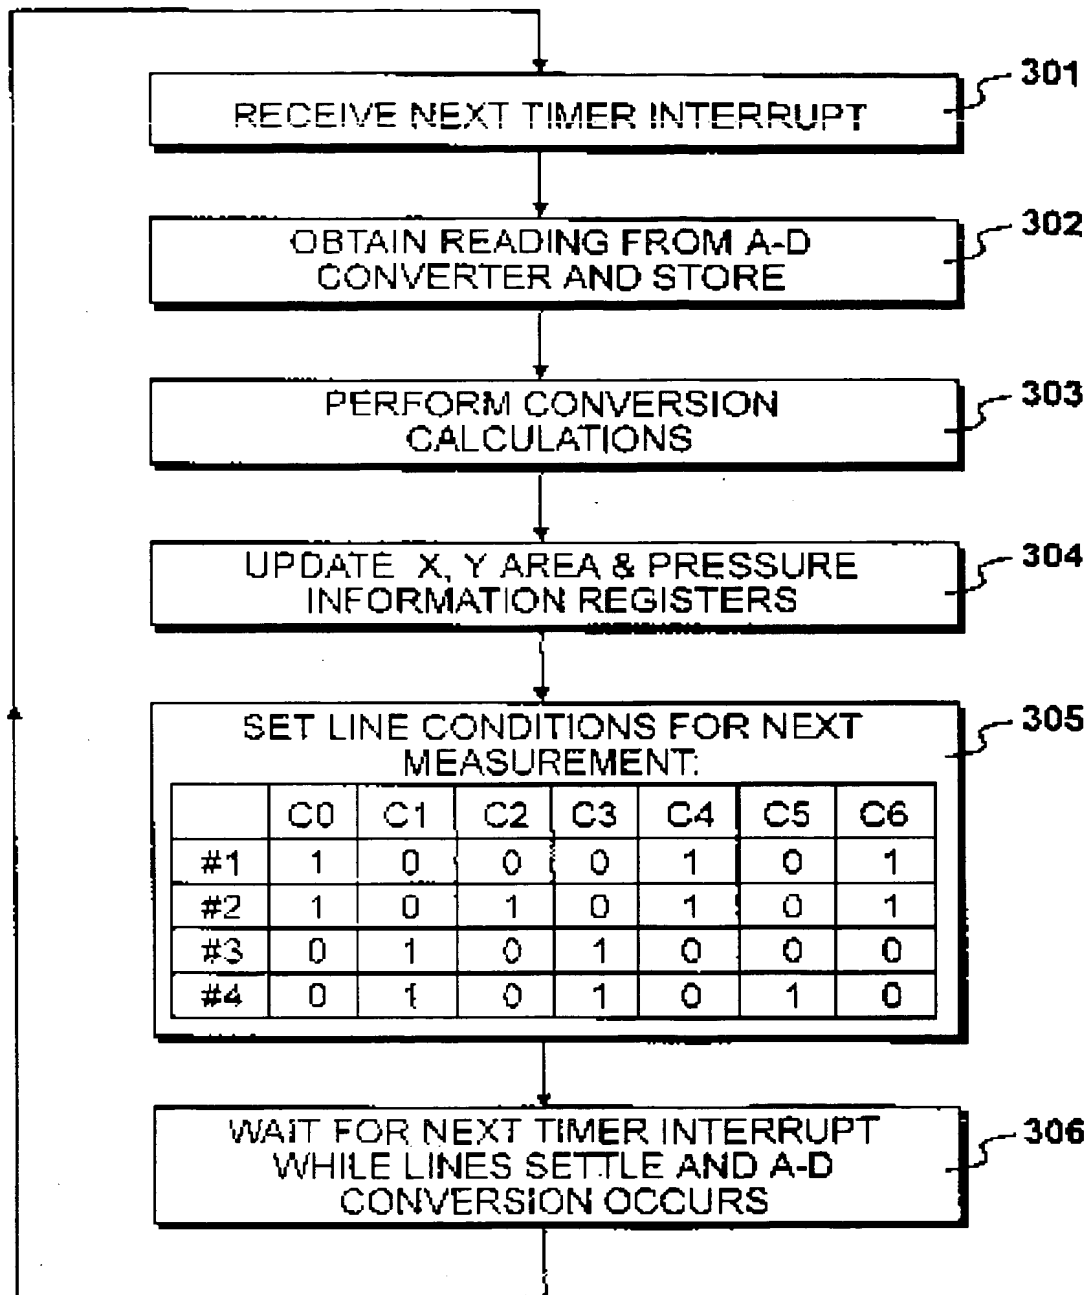 301
RECEIVE NEXT TIMER INTERRUPT
302
OBTAIN READING FROM A-D
CONVERTER AND STORE
303
PERFORM CONVERSION
CALCULATIONS
304
UPDATE X, Y AREA & PRESSURE
INFORMATION REGISTERS
305
SET LINE CONDITIONS FOR NEXT
MEASUREMENT:
C0 C1 C2 C3 C4 C5 C6
#1 1 0 0 0 1 0 1
#2 1 0 1 0 1 0 1
#3 0 1 0 1 0 0 0
#4 0 1 0 1 0 1 0
306
WAIT FOR NEXT TIMER INTERRUPT
WHILE LINES SETTLE AND A-D
CONVERSION OCCURS